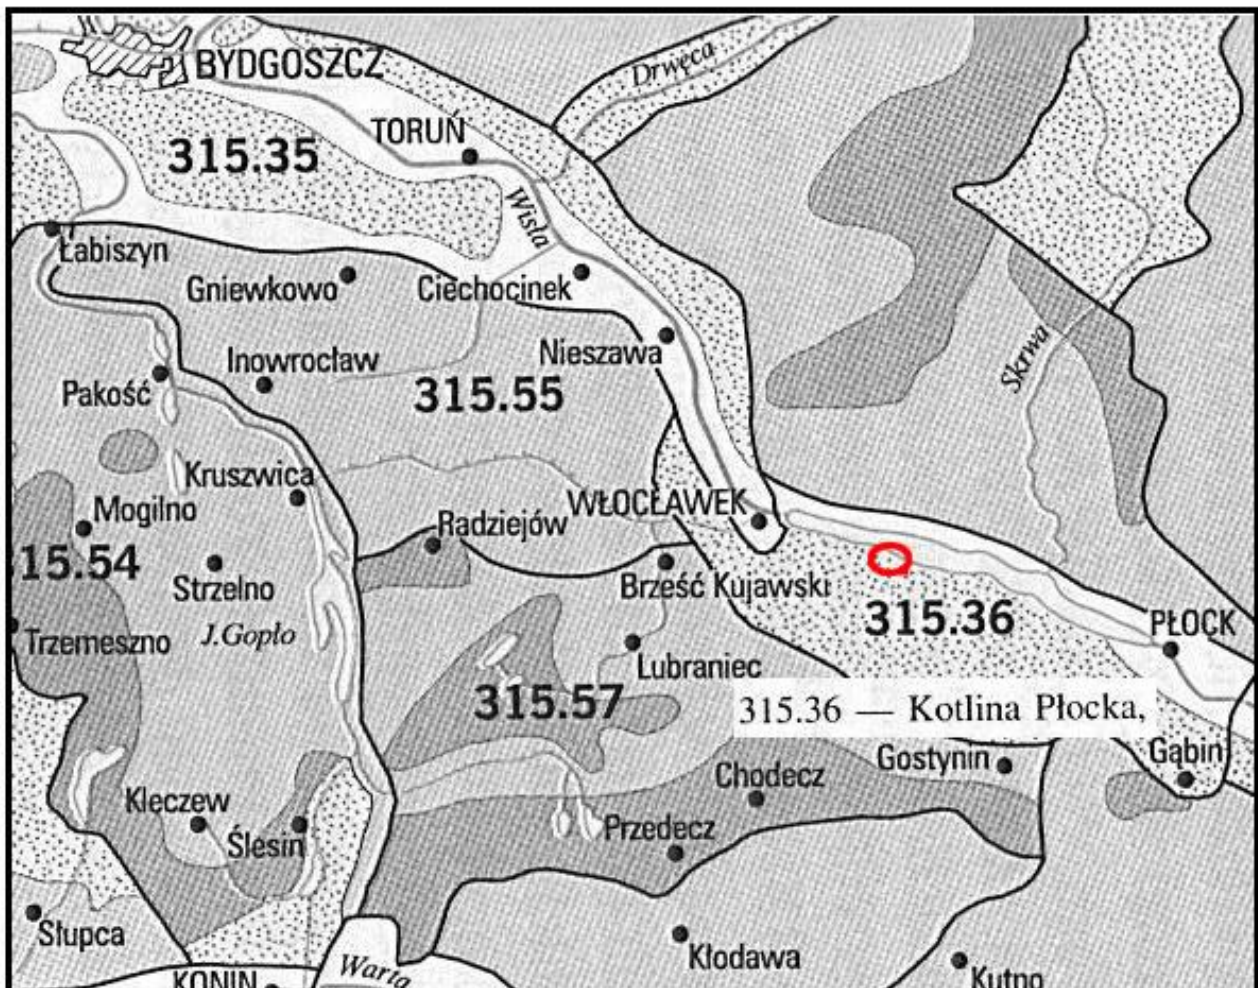 BYDGOSZCZ
Drwęca
TORUŃ
315.35
Wisła
Łabiszyn
Gniewkowo
Ciechocinek
Nieszawa
Skrwa
Inowrocław
Pakość
315.55
Kruszwica
Mogilno
Radziejów
WŁOCŁAWEK
15.54
Strzelno
Brześć Kujawski
315.36
PŁOCK
Trzemeszno
J.Gopło
Lubraniec
315.57
315.36 — Kotlina Płocka,
Gostynin
Gąbin
Chodecz
Kleczew
Ślesin
Przedecz
Słupca
Kłodawa
Warta
KONIN
Kutno